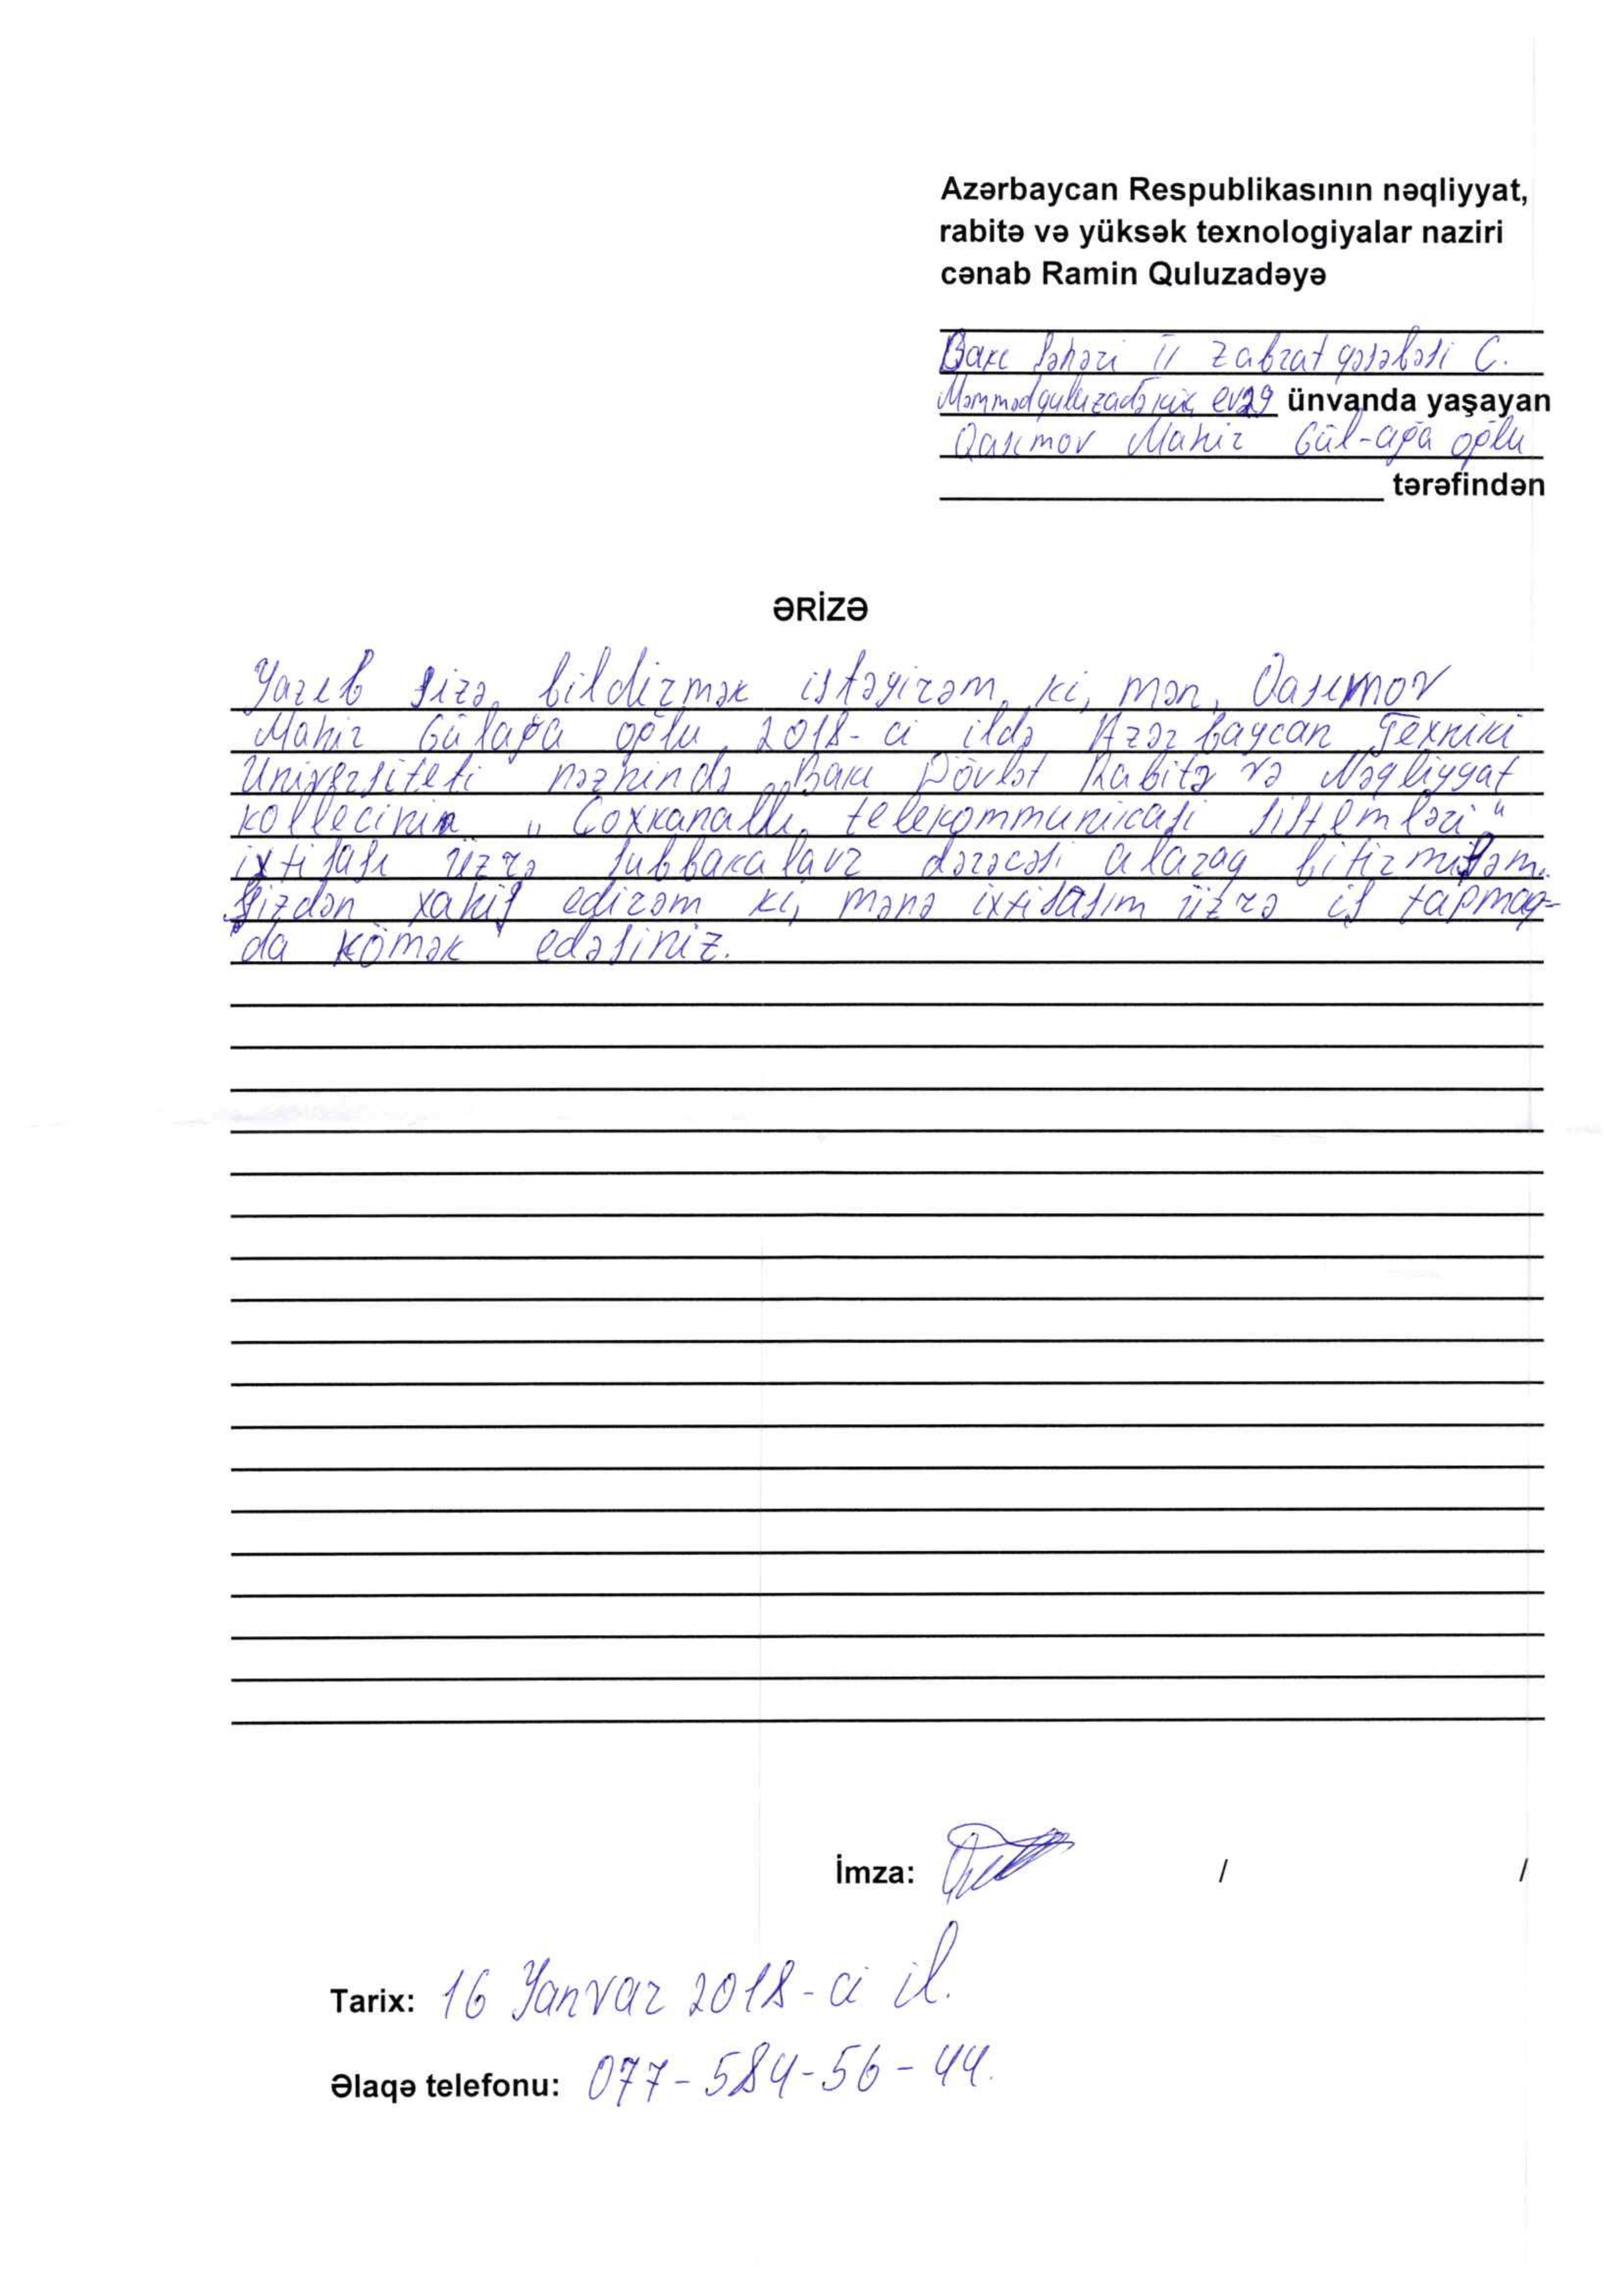 Azərbaycan Respublikasının nəqliyyat,
rabitə və yüksək texnologiyalar naziri
cənab Ramin Quluzadəyə
Bakı şəhəri II Zabrat qəsəbəsi C.
Məmmədquluzadə küç ev29 ünvanda yaşayan
Qasımov Mahir Gül-ağa oğlu
tərəfindən
ƏRİZƏ
Yazıb sizə bildirmək istəyirəm ki, mən, Qasımov
Mahir Gülağa oğlu 2018-ci ildə Azərbaycan Texniki
Universiteti nəzhində Bakı Dövlət Rabitə və Nəqliyyat
kollecinin „Çoxkanallı telekommunikasi sistemləri"
ixtisası üzrə subbakalavr dərəcəsi alaraq bitirmişəm.
Sizdən xahiş edirəm ki, mənə ixtisasım üzrə iş tapmaq-
da kömək edəsiniz.
İmza: / /
Tarix: 16 Yanvar 2018-ci il.
Əlaqə telefonu: 077-584-56-44.